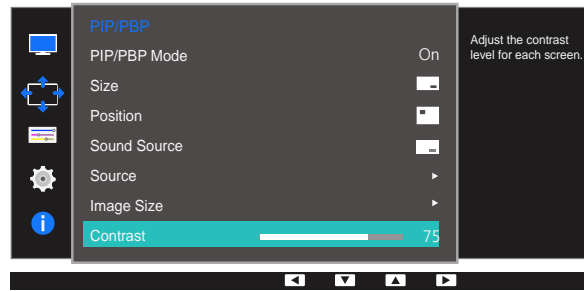 PIP/PBP
PIP/PBP Mode On
Size
Position
Sound Source
Source
Image Size
Contrast 75
Adjust the contrast
level for each screen.
i